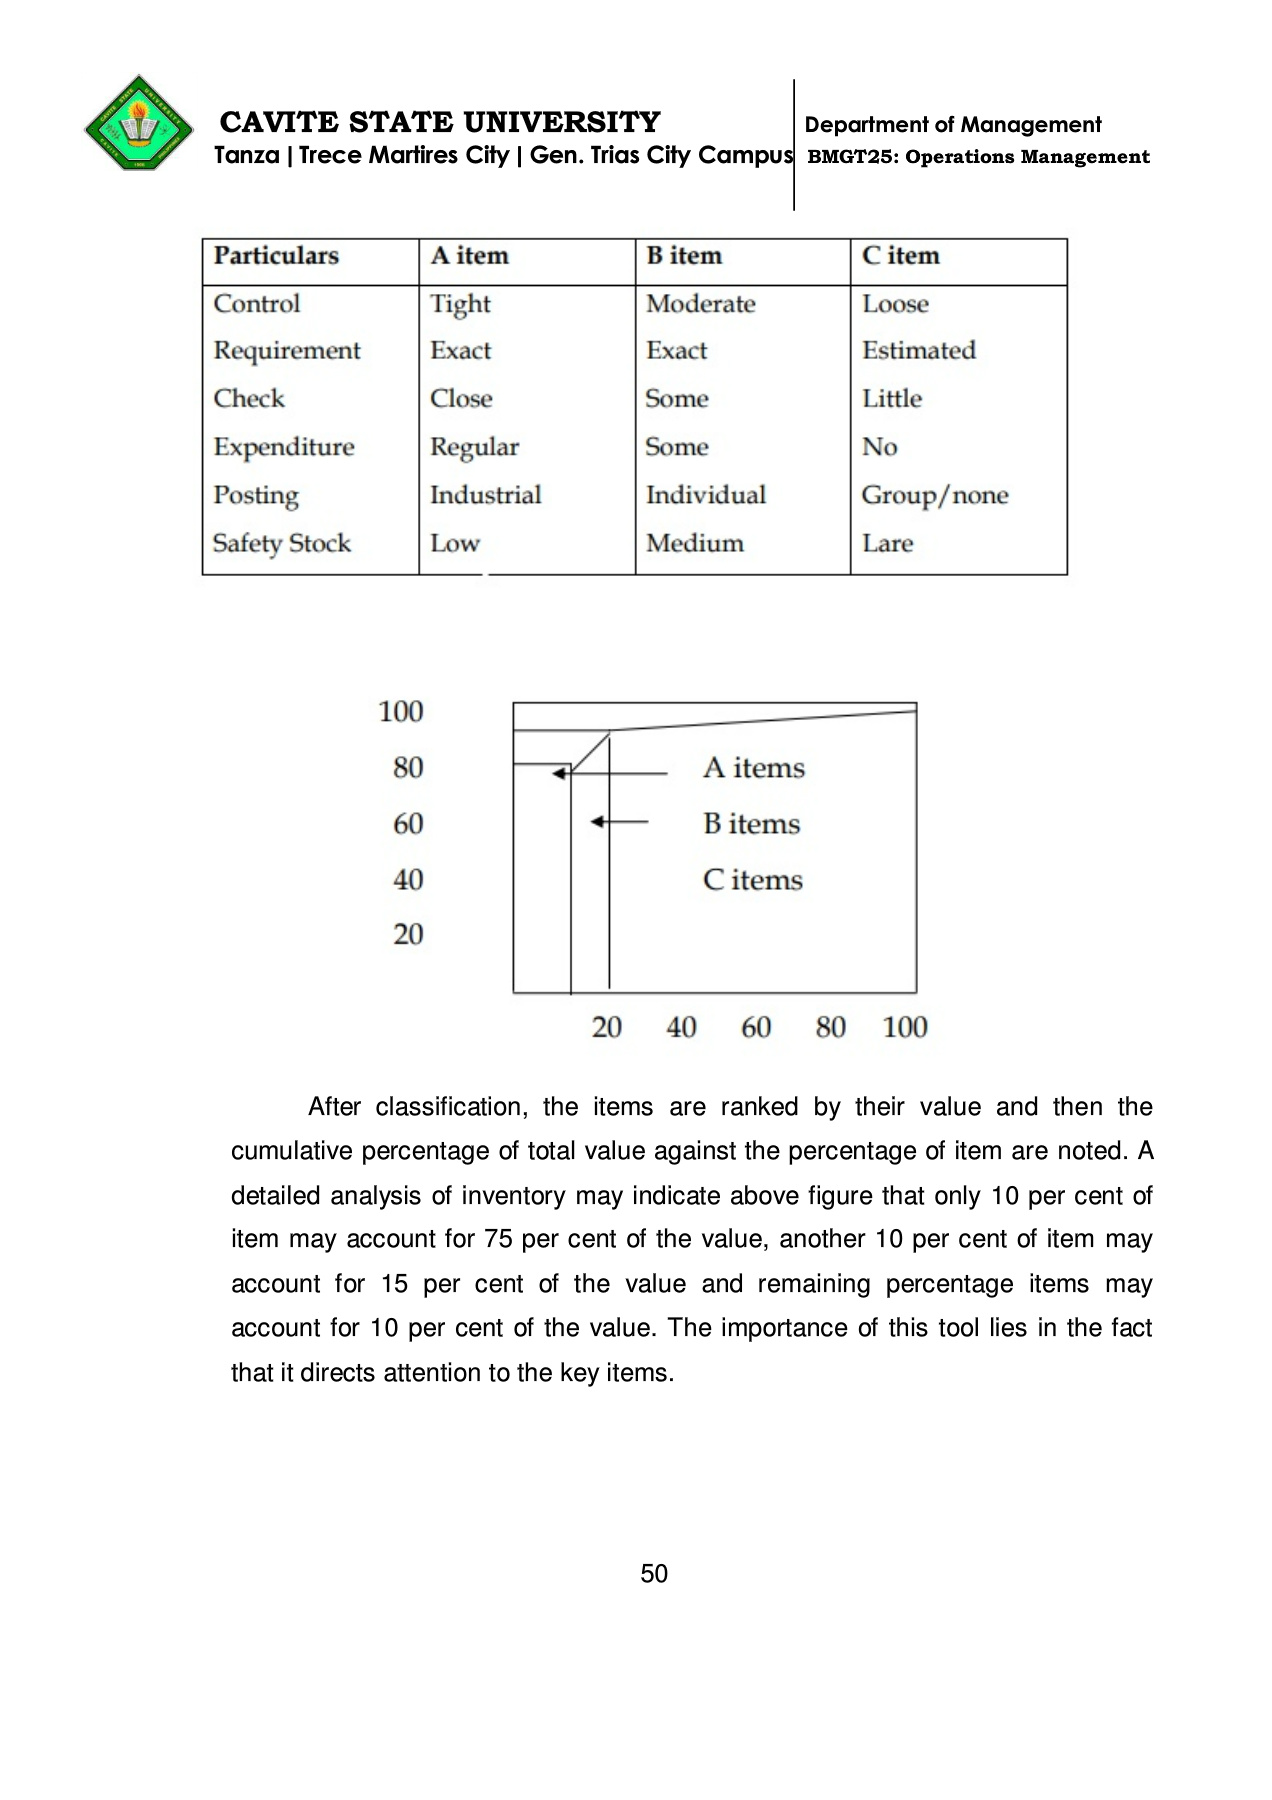 CAVITE STATE UNIVERSITY
Tanza | Trece Martires City | Gen. Trias City Campus
Department of Management
BMGT25: Operations Management
Particulars A item B item C item
Control Tight Moderate Loose
Requirement Exact Exact Estimated
Check Close Some Little
Expenditure Regular Some No
Posting Industrial Individual Group/none
Safety Stock Low Medium Lare
100
80 A items
60 B items
40 C items
20
20 40 60 80 100
After classification, the items are ranked by their value and then the
cumulative percentage of total value against the percentage of item are noted. A
detailed analysis of inventory may indicate above figure that only 10 per cent of
item may account for 75 per cent of the value, another 10 per cent of item may
account for 15 per cent of the value and remaining percentage items may
account for 10 per cent of the value. The importance of this tool lies in the fact
that it directs attention to the key items.
50